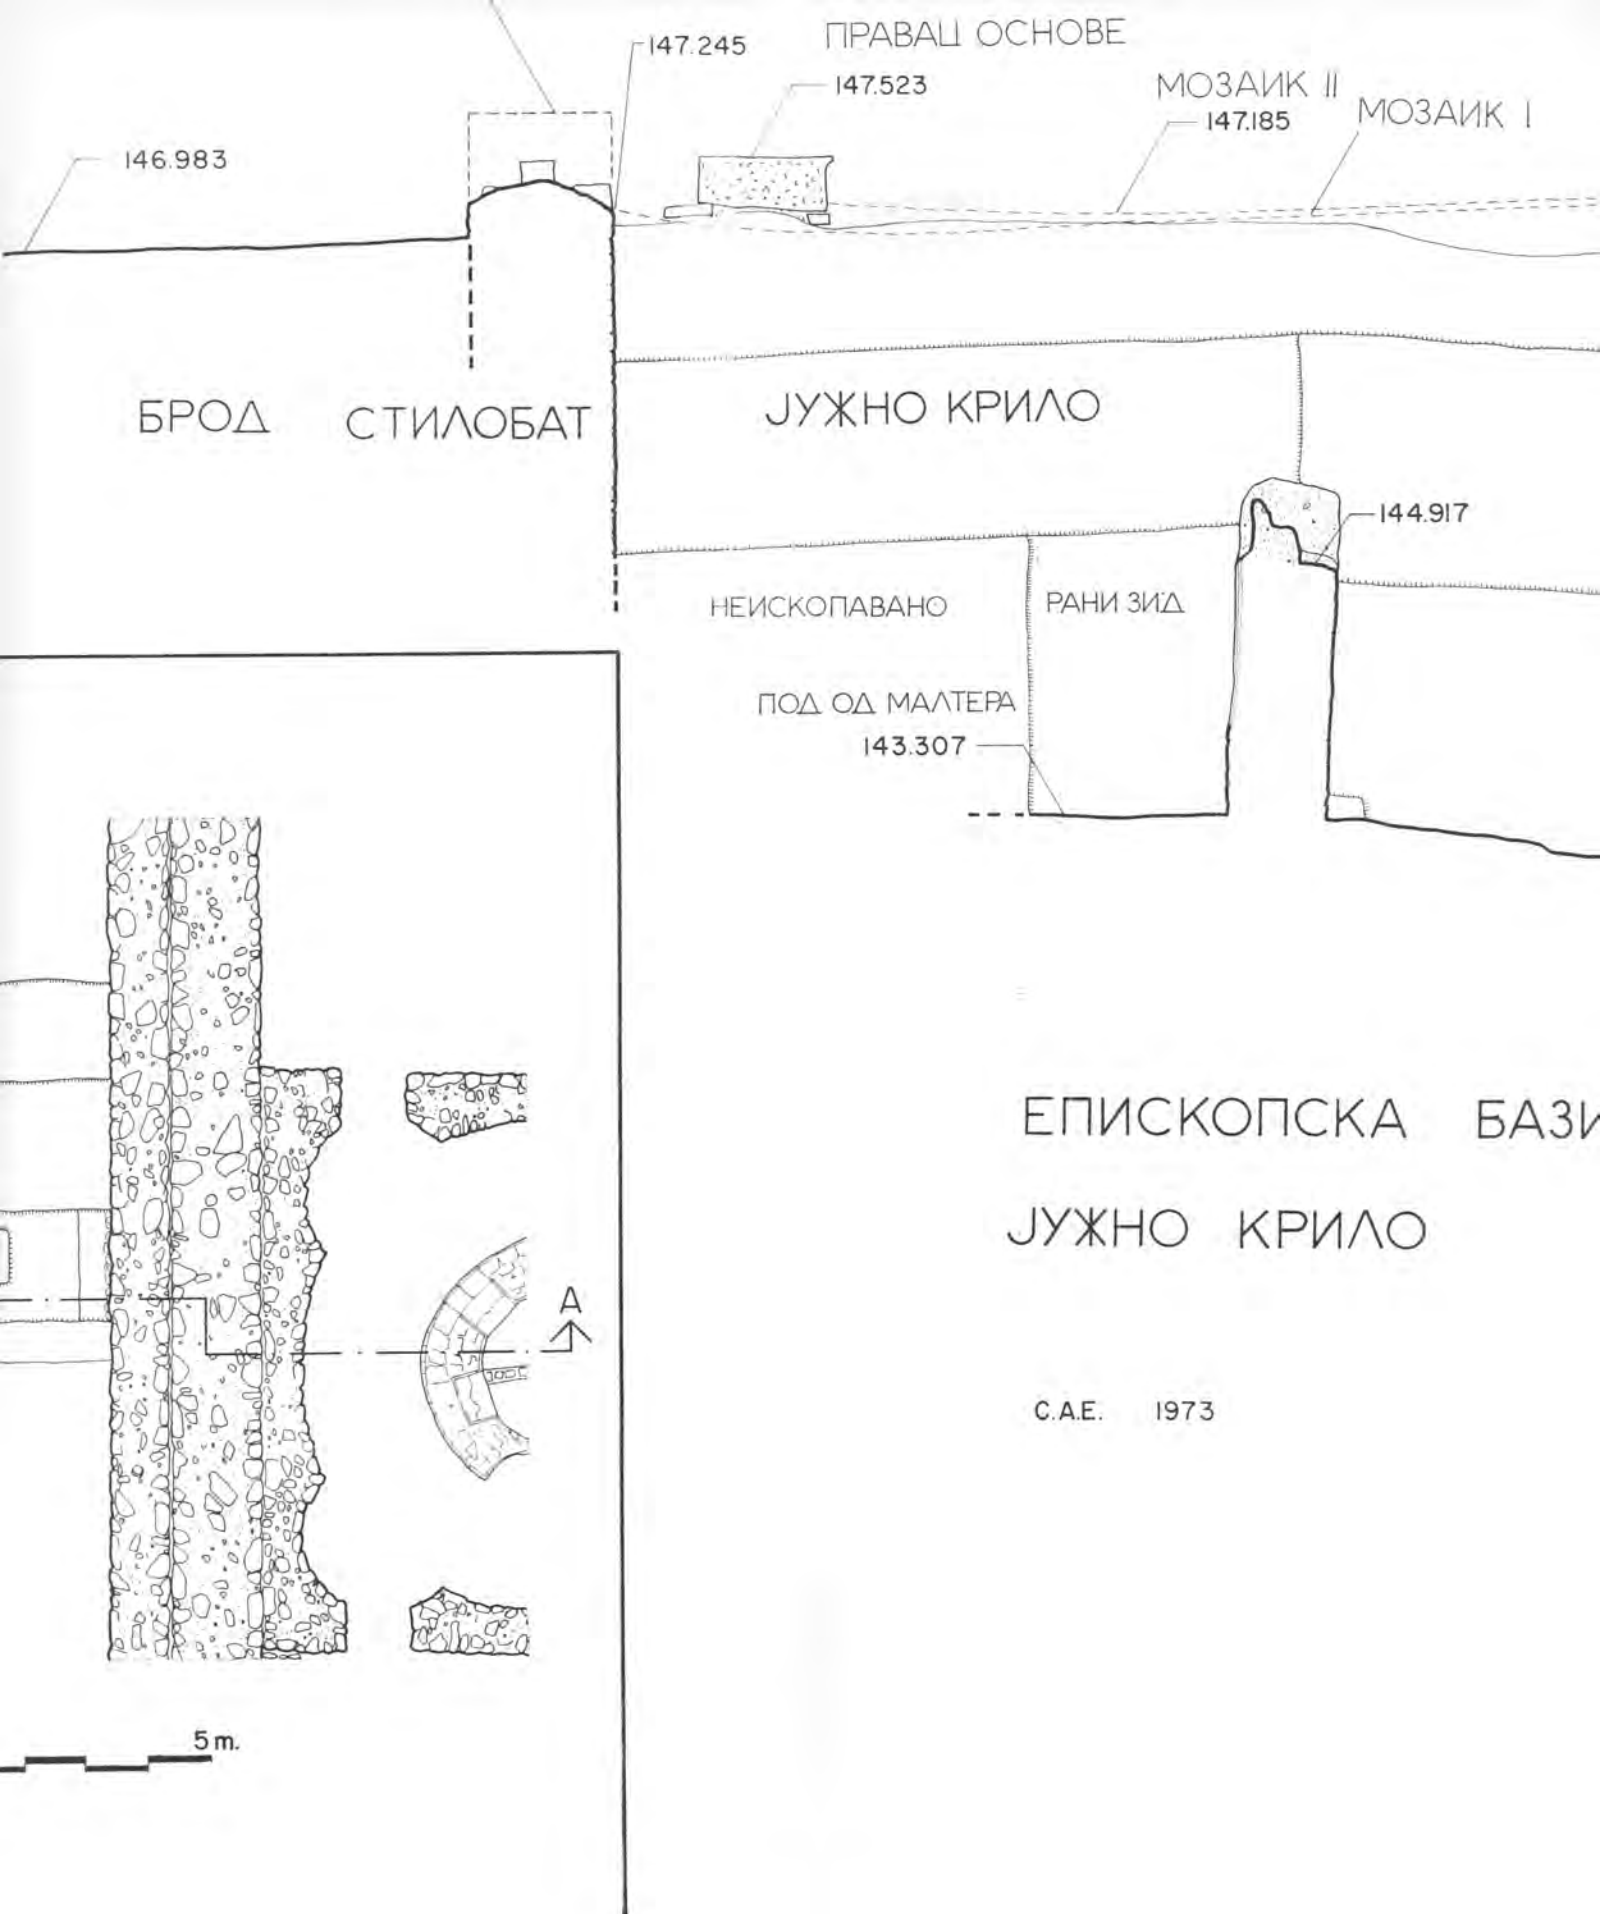 147.245
ПРАВАЦ ОСНОВЕ
147.523
МОЗАИК II
147.185
МОЗАИК I
146.983
БРОД
СТИЛОБАТ
ЈУЖНО КРИЛО
144.917
НЕИСКОПАВАНО
РАНИ ЗИД
ПОД ОД МАЛТЕРА
143.307
ЕПИСКОПСКА БАЗИ
ЈУЖНО КРИЛО
A
C.A.E. 1973
5 m.